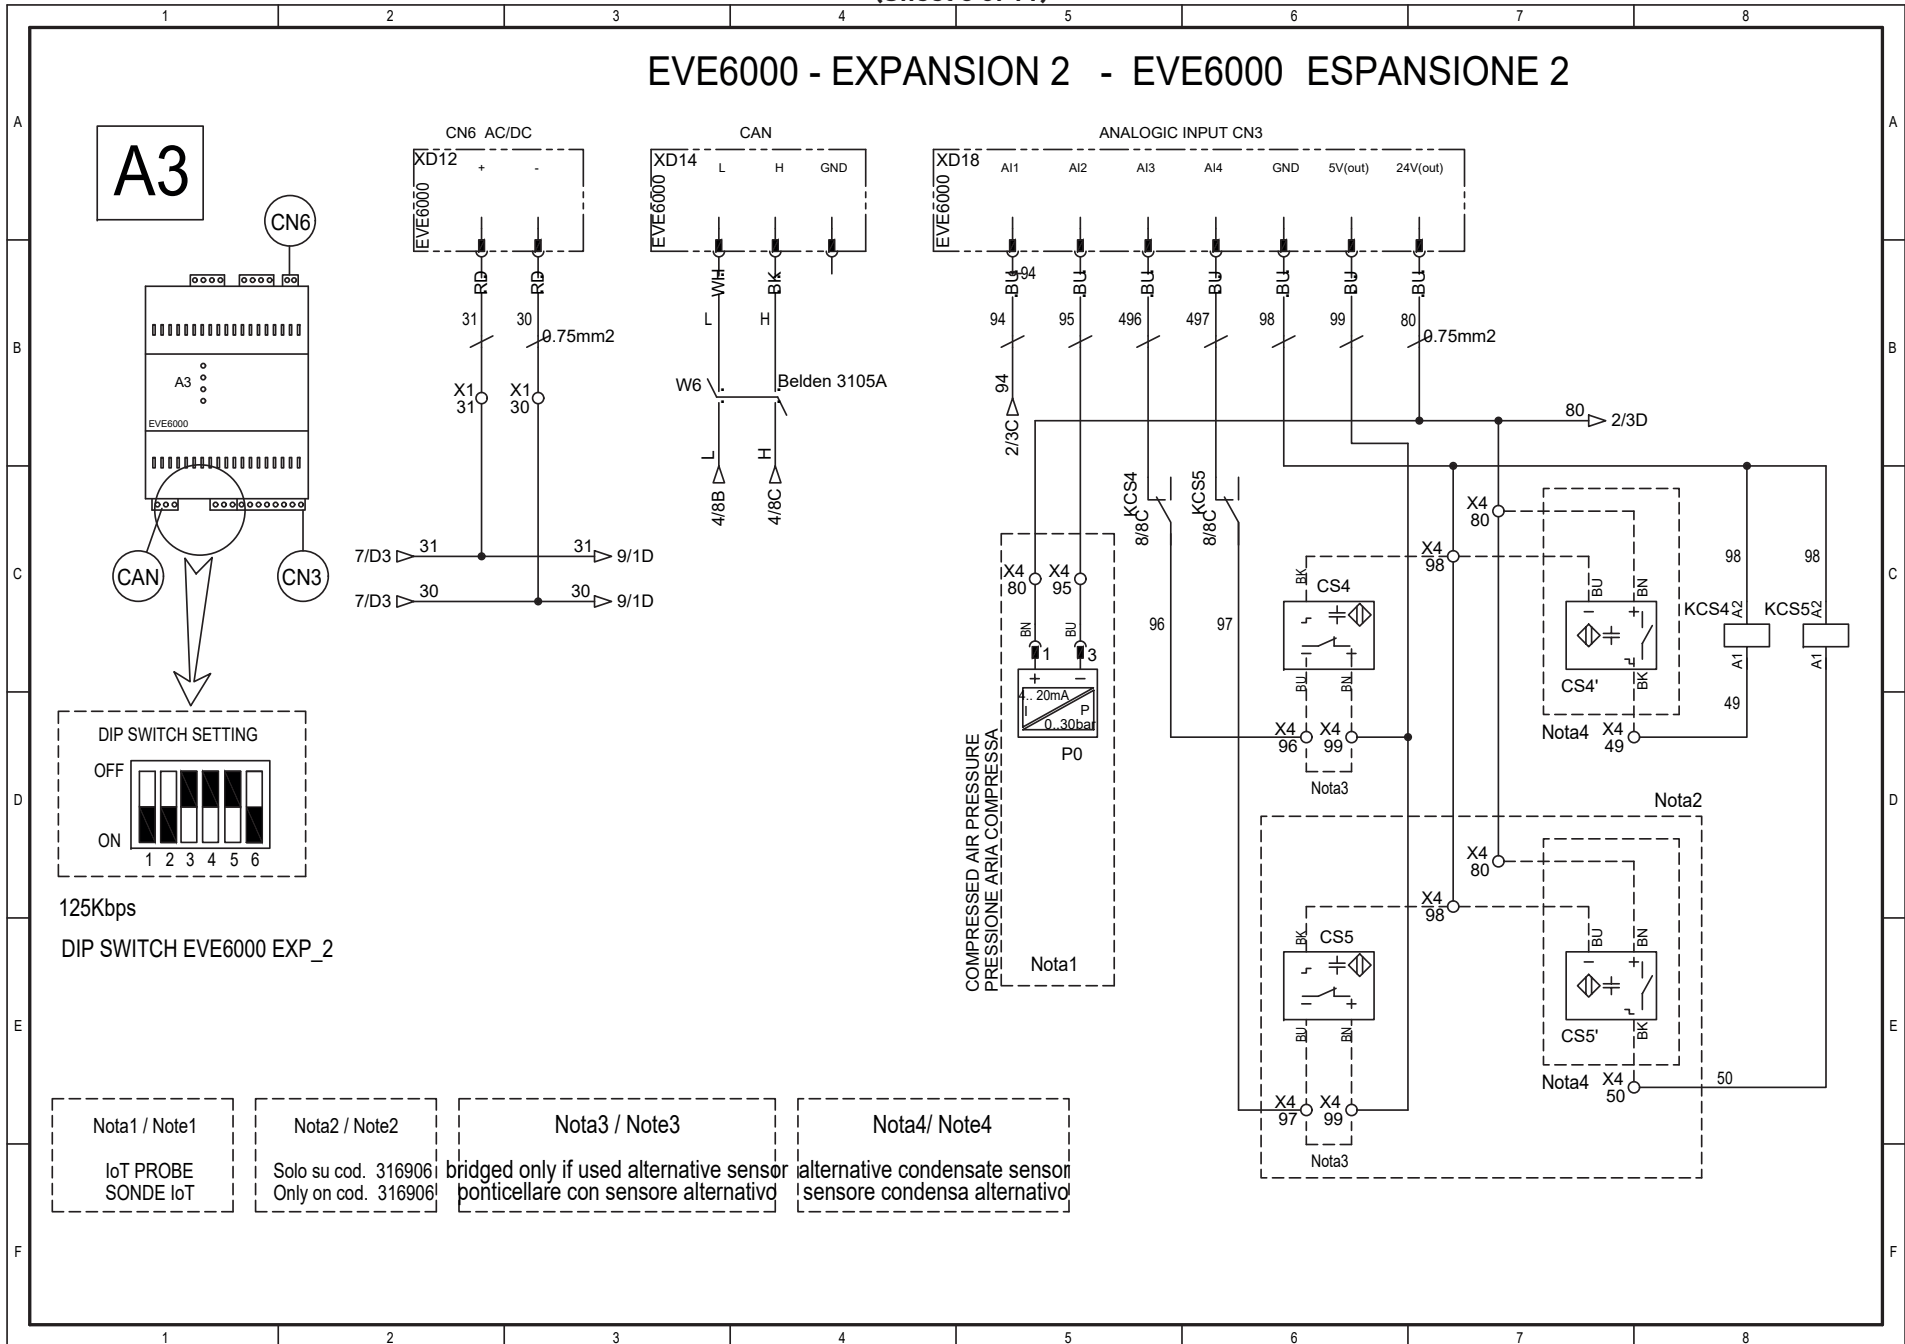 1 2 3 4 5 6 7 8
EVE6000 - EXPANSION 2 - EVE6000 ESPANSIONE 2
A
A
A3
CN6 AC/DC
XD12
+
-
EVE6000
CAN
XD14
L
H
GND
EVE6000
ANALOGIC INPUT CN3
XD18
AI1
AI2
AI3
AI4
GND
5V(out)
24V(out)
EVE6000
CN6
A3
EVE6000
CAN
CN3
B
B
RD
RD
31
30
0.75mm2
X1
31
X1
30
WH
BK
L
H
W6
Belden 3105A
L
H
4/8B
4/8C
BU
94
BU
BU
BU
BU
BU
BU
94
95
496
497
98
99
80
0.75mm2
94
2/3C
80
2/3D
KCS4
8/8C
KCS5
8/8C
C
C
7/D3
31
31
9/1D
7/D3
30
30
9/1D
X4
80
X4
95
BN
BU
1
3
+
−
4.. 20mA
I
P
0..30bar
P0
COMPRESSED AIR PRESSURE
PRESSIONE ARIA COMPRESSA
Nota1
96
97
X4
98
X4
80
BK
CS4
−
+
BU
BN
X4
96
X4
99
Nota3
BU
BN
−
+
CS4'
BK
Nota4
X4
49
98
98
KCS4
A2
KCS5
A2
A1
A1
49
D
D
DIP SWITCH SETTING
OFF
ON
1 2 3 4 5 6
125Kbps
DIP SWITCH EVE6000 EXP_2
Nota2
X4
80
X4
98
BK
CS5
−
+
BU
BN
X4
97
X4
99
Nota3
BU
BN
−
+
CS5'
BK
Nota4
X4
50
50
E
E
Nota1 / Note1
IoT PROBE
SONDE IoT
Nota2 / Note2
Solo su cod. 316906
Only on cod. 316906
Nota3 / Note3
bridged only if used alternative sensor
ponticellare con sensore alternativo
Nota4/ Note4
alternative condensate sensor
sensore condensa alternativo
F
F
1 2 3 4 5 6 7 8